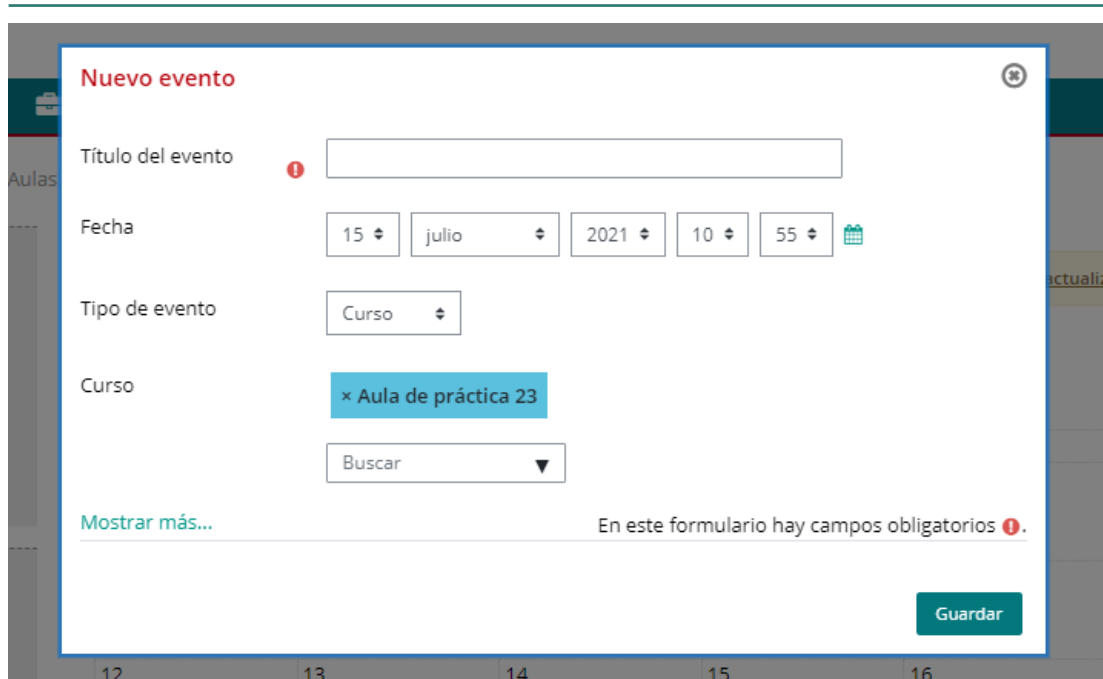 Nuevo evento
Título del evento
Aulas
Fecha
15 julio 2021 10 55
actualiz
Tipo de evento
Curso
Curso
× Aula de práctica 23
Buscar
Mostrar más...
En este formulario hay campos obligatorios .
Guardar
12 13 14 15 16